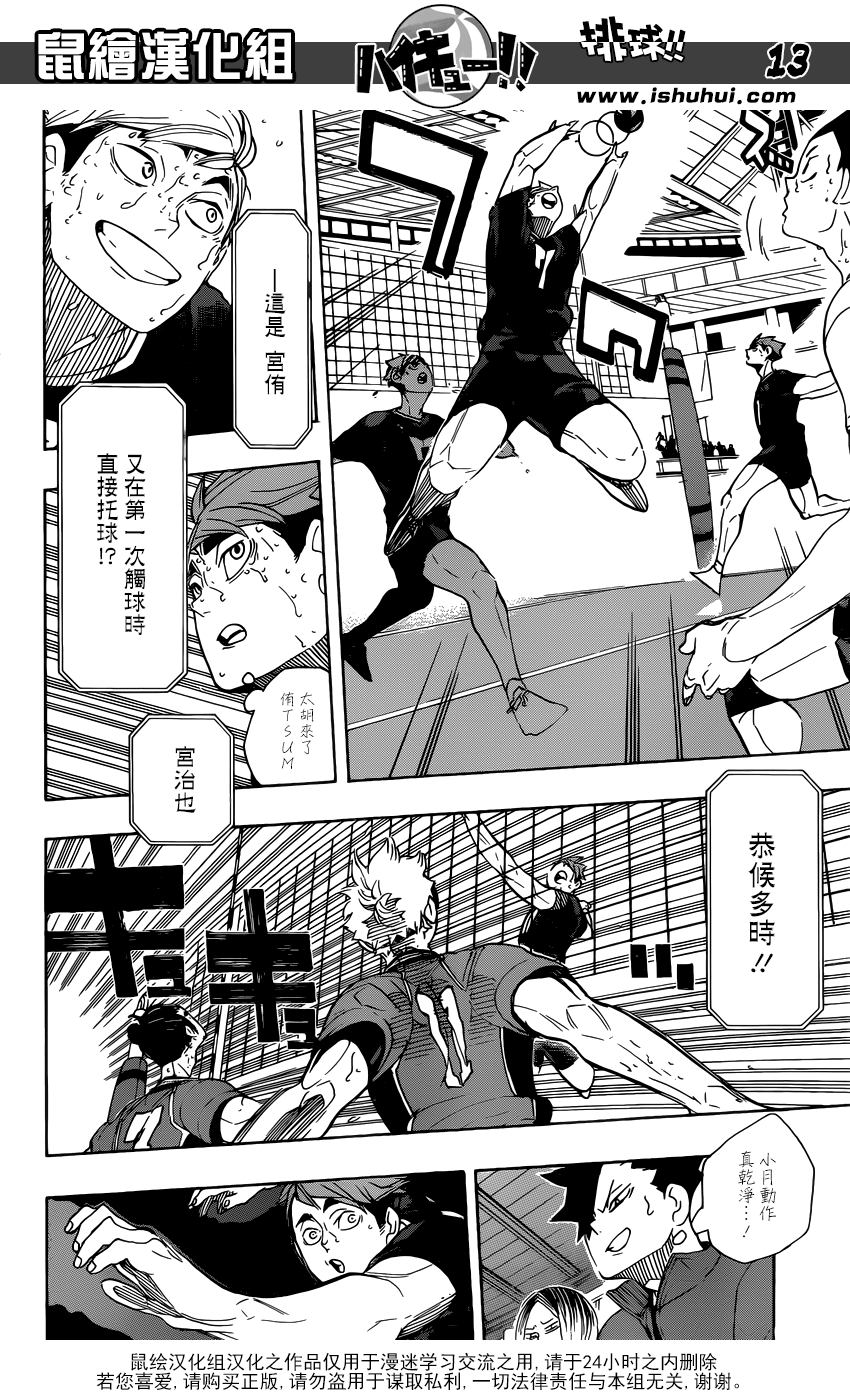 鼠繪漢化組
ハイキュー!!
排球!!
13
www.ishuhui.com
—這是 宮侑
又在第一次觸球時
直接托球!?
太胡來了
侑TSUM
宮治也
恭候多時!!
キュ
キュ
小月動作
真乾淨…!
鼠绘汉化组汉化之作品仅用于漫迷学习交流之用, 请于24小时之内删除
若您喜爱, 请购买正版, 请勿盗用于谋取私利, 一切法律责任与本组无关, 谢谢。